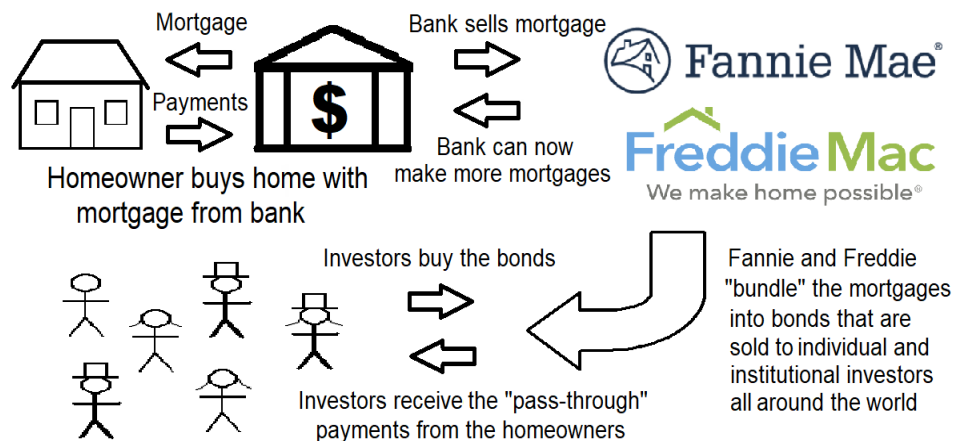 Mortgage
Payments
Homeowner buys home with
mortgage from bank
$
Bank sells mortgage
Bank can now
make more mortgages
Fannie Mae®
Freddie Mac
We make home possible®
Investors buy the bonds
Investors receive the "pass-through"
payments from the homeowners
Fannie and Freddie
"bundle" the mortgages
into bonds that are
sold to individual and
institutional investors
all around the world